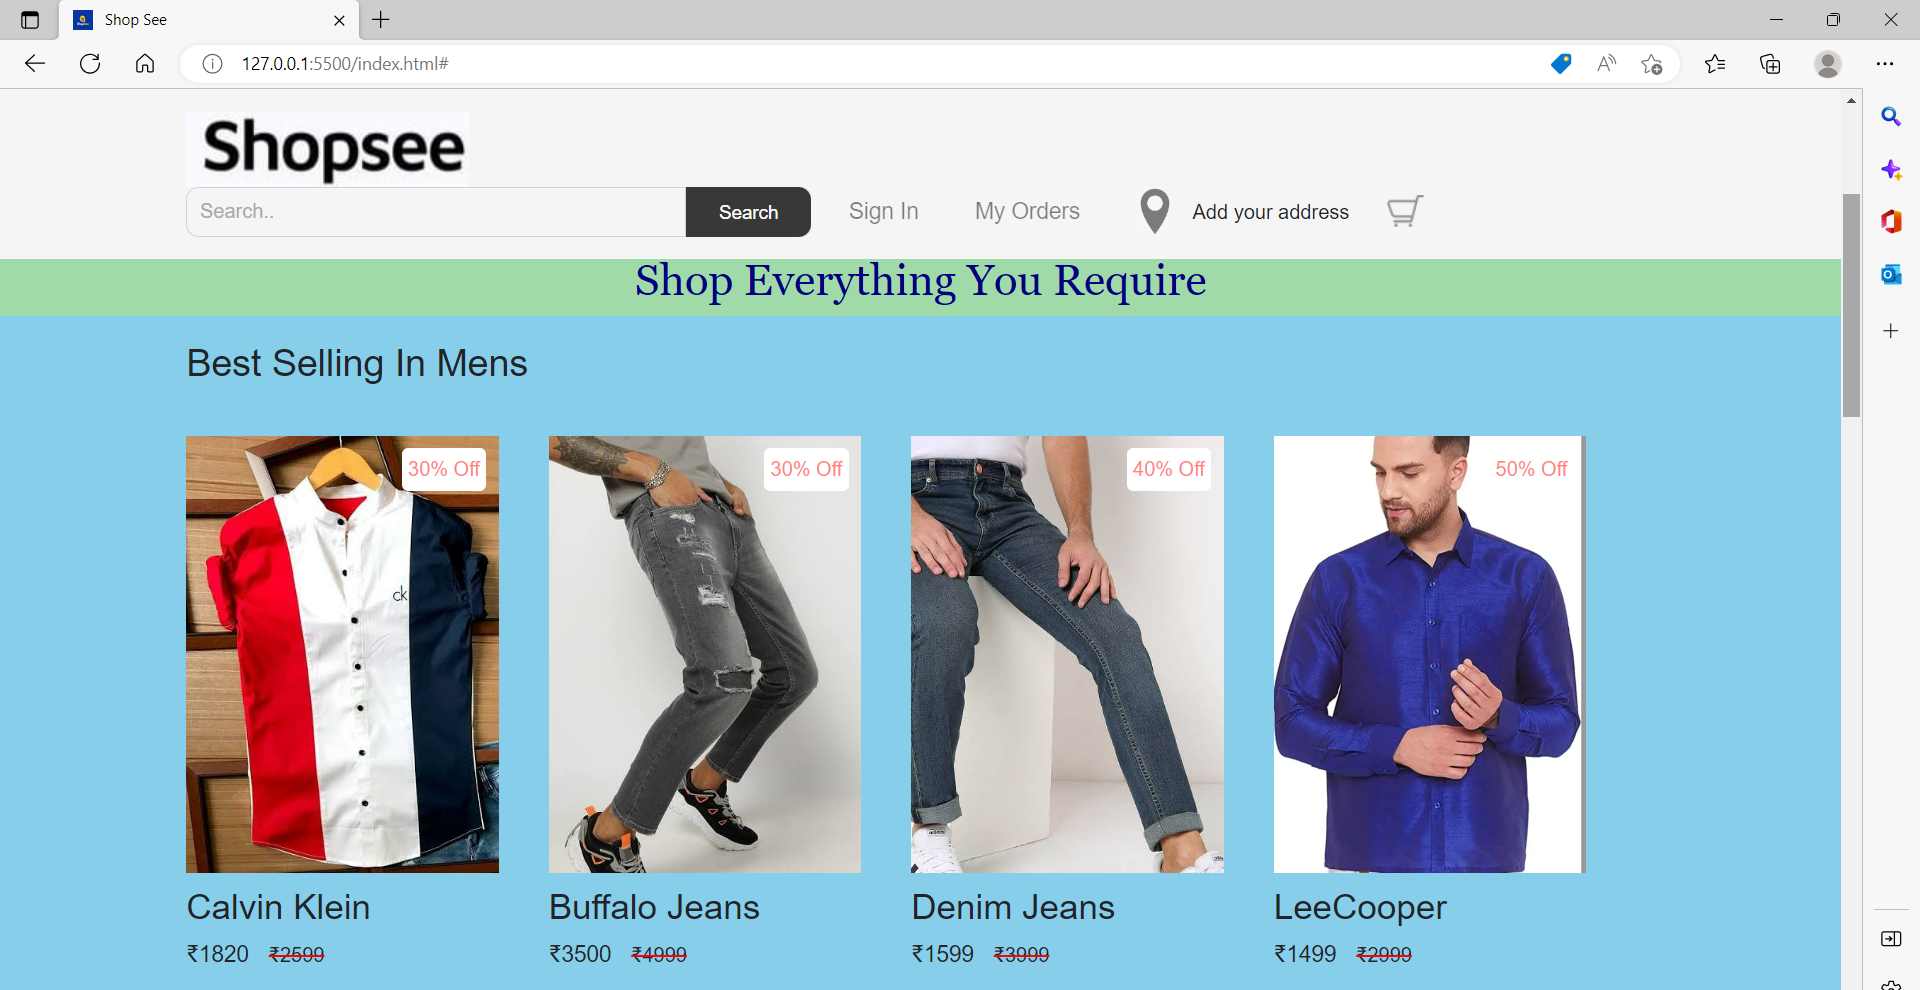 Shop See
127.0.0.1:5500/index.html#
Shopsee
Search..
Search
Sign In
My Orders
Add your address
Shop Everything You Require
Best Selling In Mens
30% Off
30% Off
40% Off
50% Off
ck
Calvin Klein
Buffalo Jeans
Denim Jeans
LeeCooper
₹1820 ₹2599
₹3500 ₹4999
₹1599 ₹3999
₹1499 ₹2999